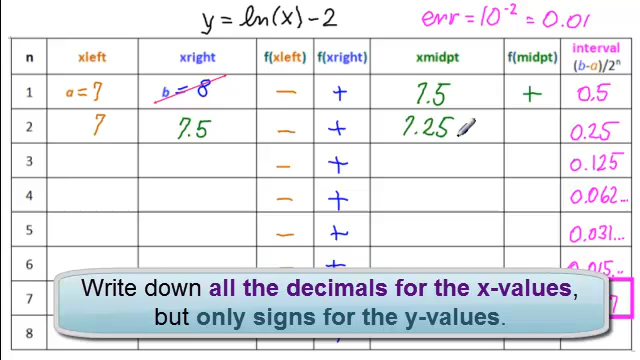 y = ln(x) - 2 err = 10⁻² = 0.01
n xleft xright f(xleft) f(xright) xmidpt f(midpt) interval (b-a)/2ⁿ
1 a = 7 b = 8 - + 7.5 + 0.5
2 7 7.5 - + 7.25 0.25
3 - + 0.125
4 - + 0.062...
5 - + 0.031...
6 + 0.015...
7 7
8
Write down all the decimals for the x-values,
but only signs for the y-values.